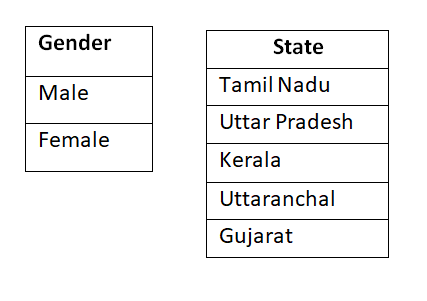 Gender
Male
Female
State
Tamil Nadu
Uttar Pradesh
Kerala
Uttaranchal
Gujarat